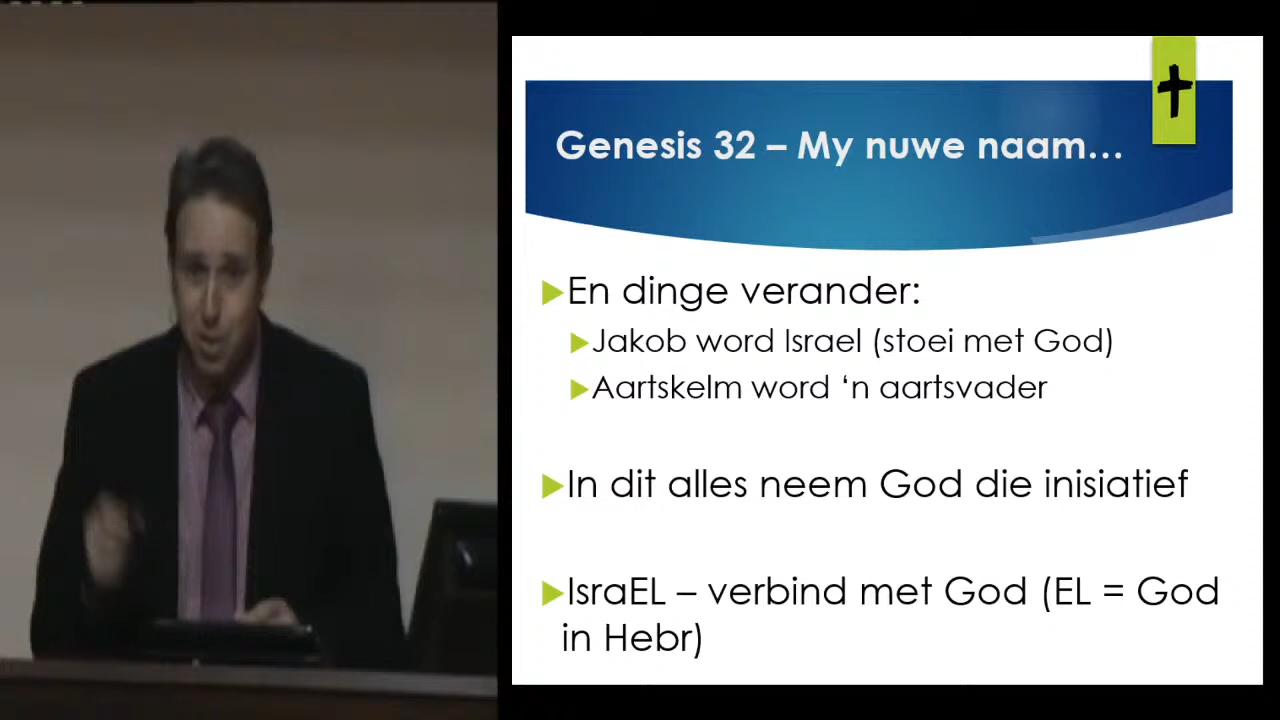 Genesis 32 – My nuwe naam…
En dinge verander:
Jakob word Israel (stoei met God)
Aartskelm word ‘n aartsvader
In dit alles neem God die inisiatief
IsraEL – verbind met God (EL = God
in Hebr)